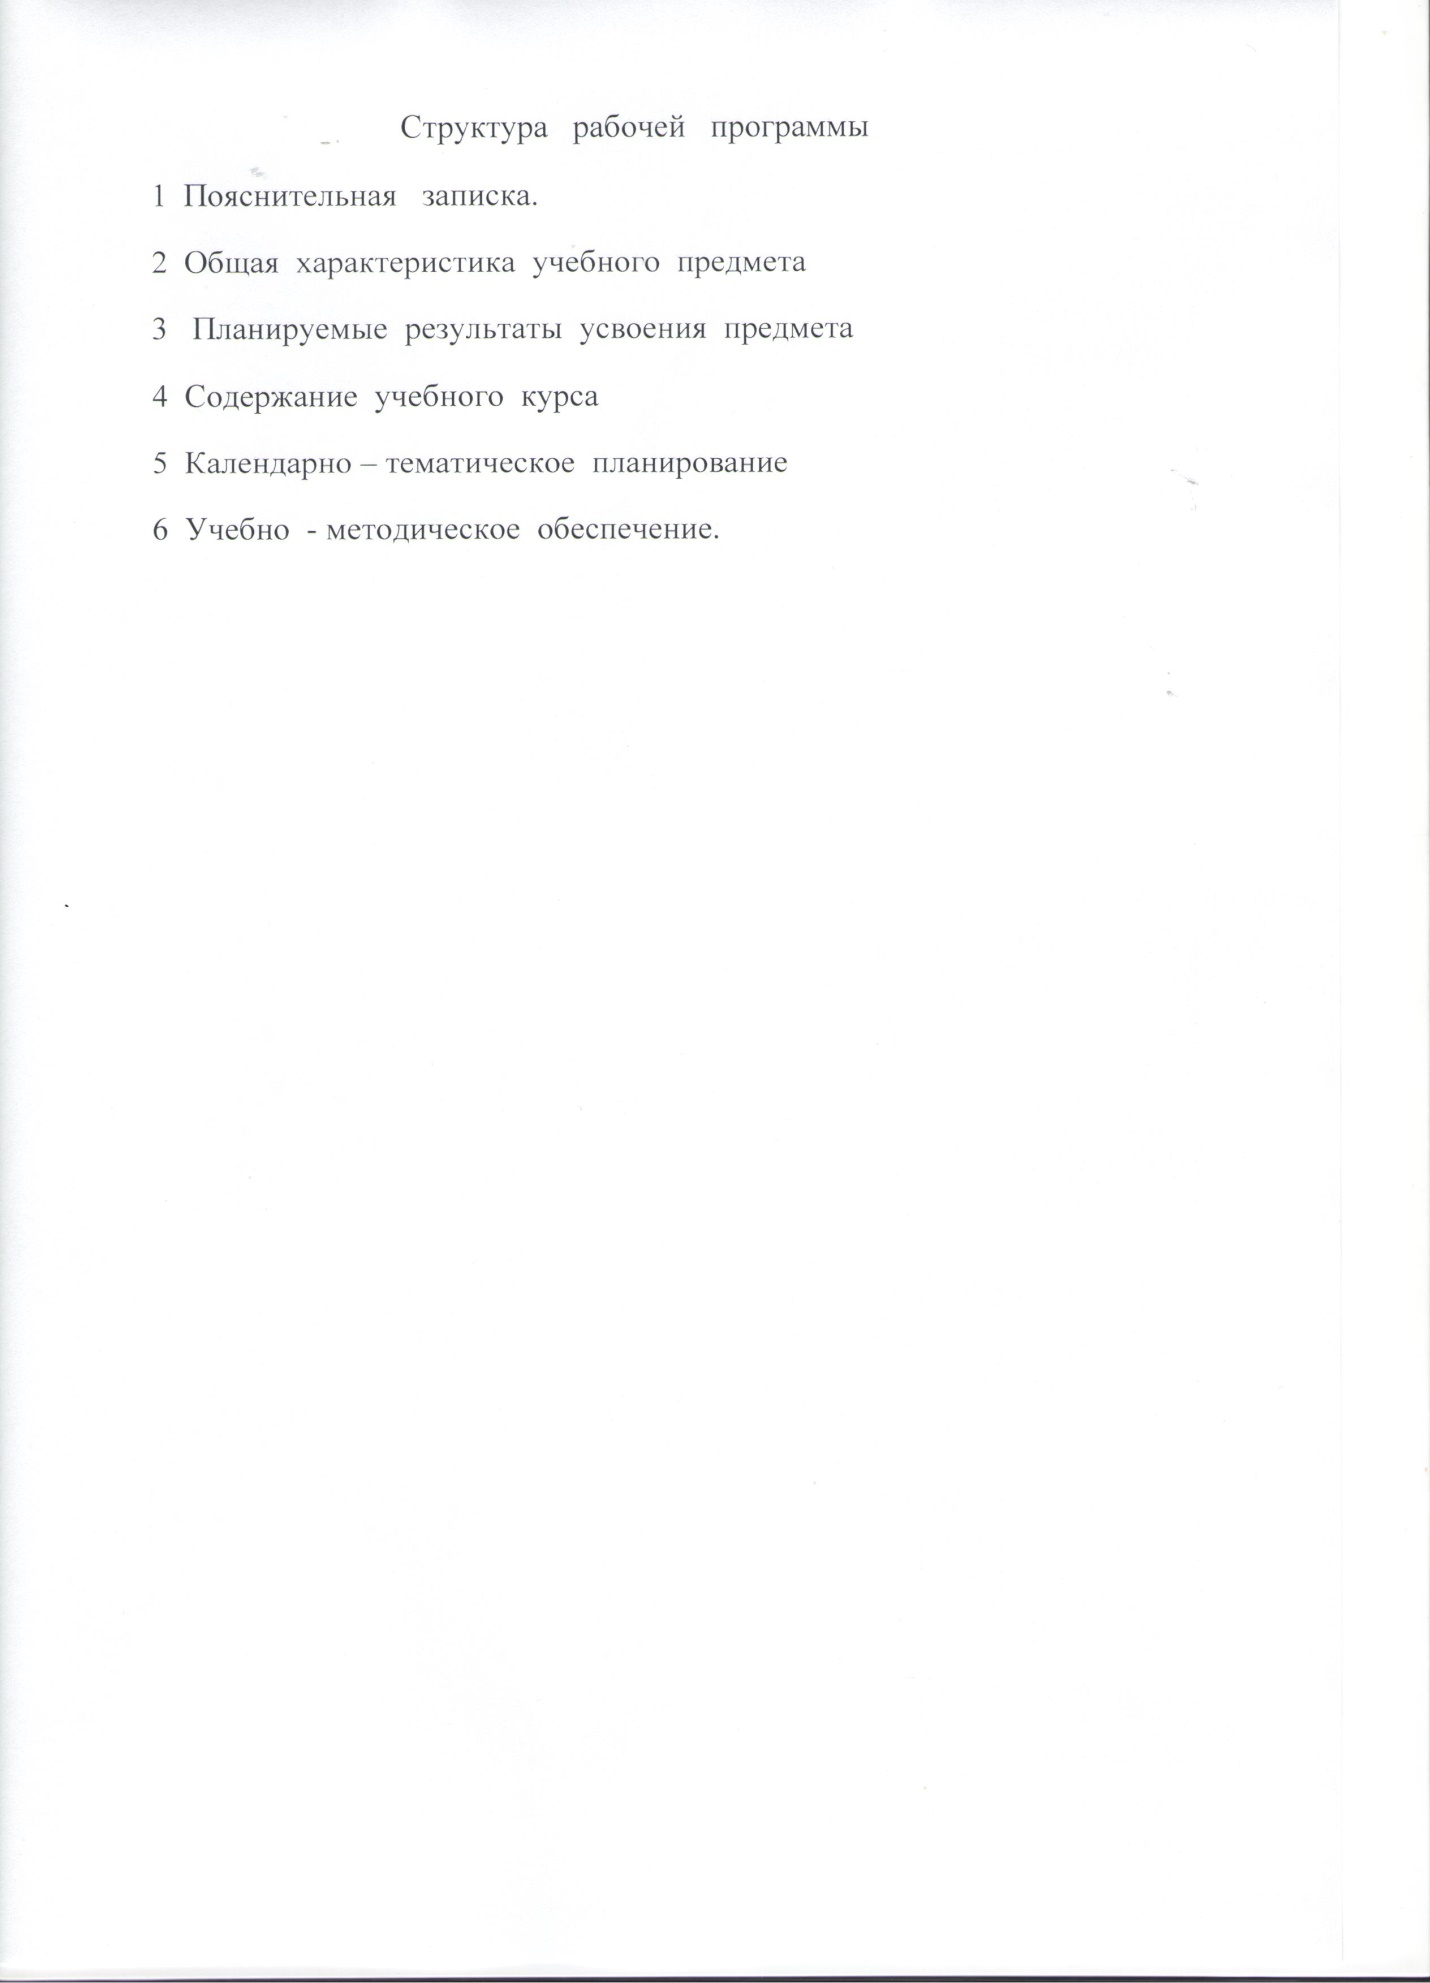 Структура рабочей программы
1 Пояснительная записка.
2 Общая характеристика учебного предмета
3 Планируемые результаты усвоения предмета
4 Содержание учебного курса
5 Календарно – тематическое планирование
6 Учебно - методическое обеспечение.